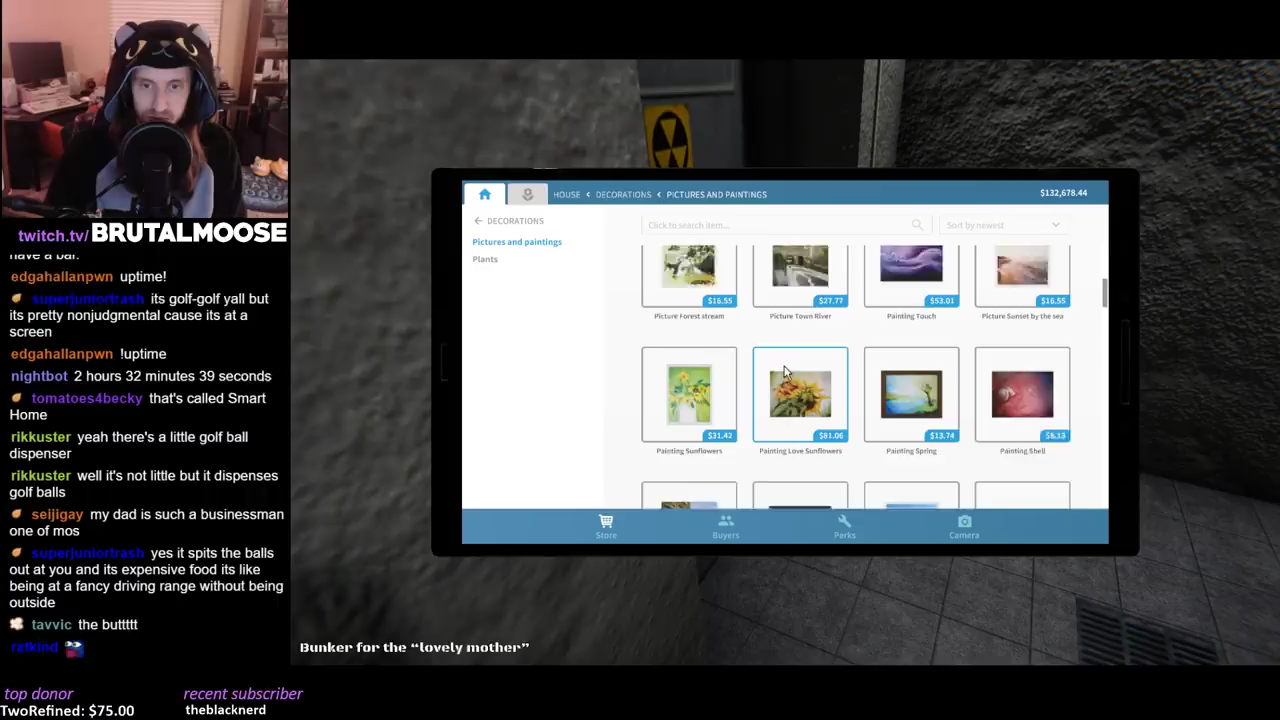 twitch.tv/BRUTALMOOSE
have a bar.
edgahallanpwn uptime!
superjuniortrash its golf-golf yall but
its pretty nonjudgmental cause its at a
screen
edgahallanpwn !uptime
nightbot 2 hours 32 minutes 39 seconds
tomatoes4becky that's called Smart
Home
rikkuster yeah there's a little golf ball
dispenser
rikkuster well it's not little but it dispenses
golf balls
seijigay my dad is such a businessman
one of mos
superjuniortrash yes it spits the balls
out at you and its expensive food its like
being at a fancy driving range without being
outside
tavvic the buttttt
ratkind
top donor
TwoRefined: $75.00
recent subscriber
theblacknerd
HOUSE < DECORATIONS < PICTURES AND PAINTINGS
$132,678.44
DECORATIONS
Pictures and paintings
Plants
Click to search item...
Sort by newest
$16.55
$27.77
$53.01
$16.55
Picture Forest stream
Picture Town River
Painting Touch
Picture Sunset by the sea
$31.42
$81.06
$13.74
$8.13
Painting Sunflowers
Painting Love Sunflowers
Painting Spring
Painting Shell
Store
Buyers
Perks
Camera
Bunker for the “lovely mother”